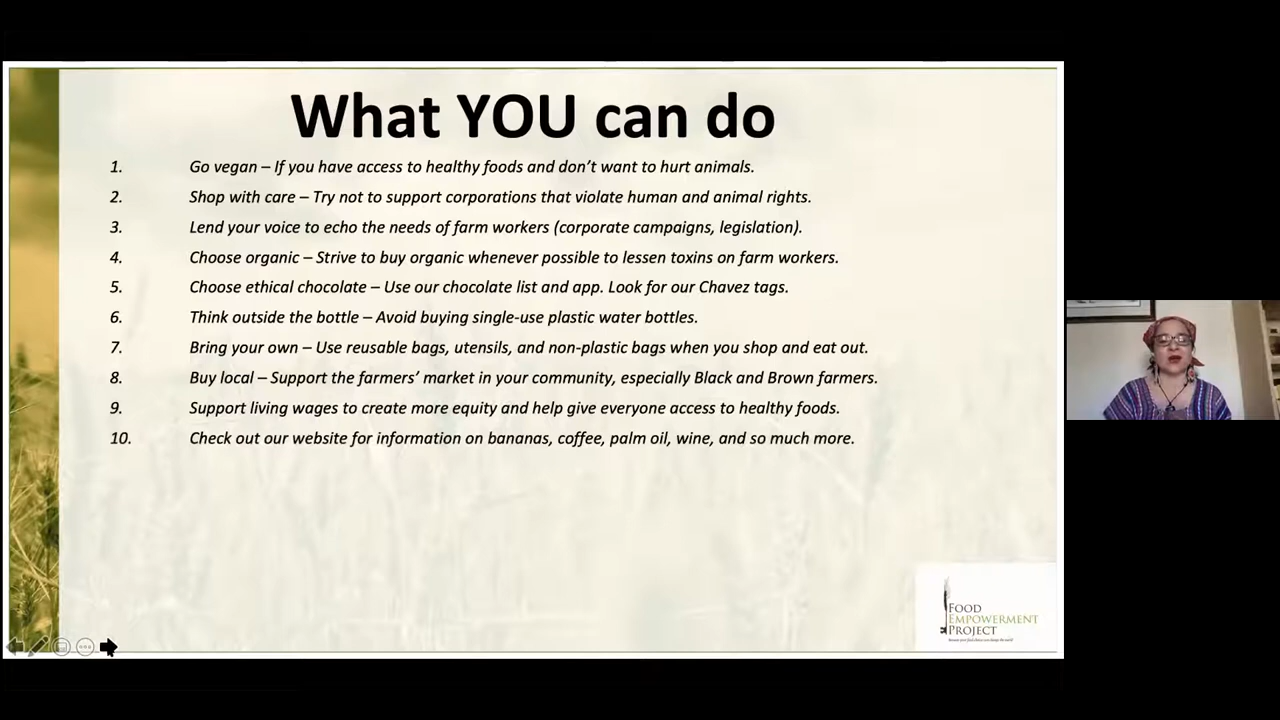 What YOU can do
1. Go vegan – If you have access to healthy foods and don't want to hurt animals.
2. Shop with care – Try not to support corporations that violate human and animal rights.
3. Lend your voice to echo the needs of farm workers (corporate campaigns, legislation).
4. Choose organic – Strive to buy organic whenever possible to lessen toxins on farm workers.
5. Choose ethical chocolate – Use our chocolate list and app. Look for our Chavez tags.
6. Think outside the bottle – Avoid buying single-use plastic water bottles.
7. Bring your own – Use reusable bags, utensils, and non-plastic bags when you shop and eat out.
8. Buy local – Support the farmers' market in your community, especially Black and Brown farmers.
9. Support living wages to create more equity and help give everyone access to healthy foods.
10. Check out our website for information on bananas, coffee, palm oil, wine, and so much more.
FOOD
EMPOWERMENT
PROJECT